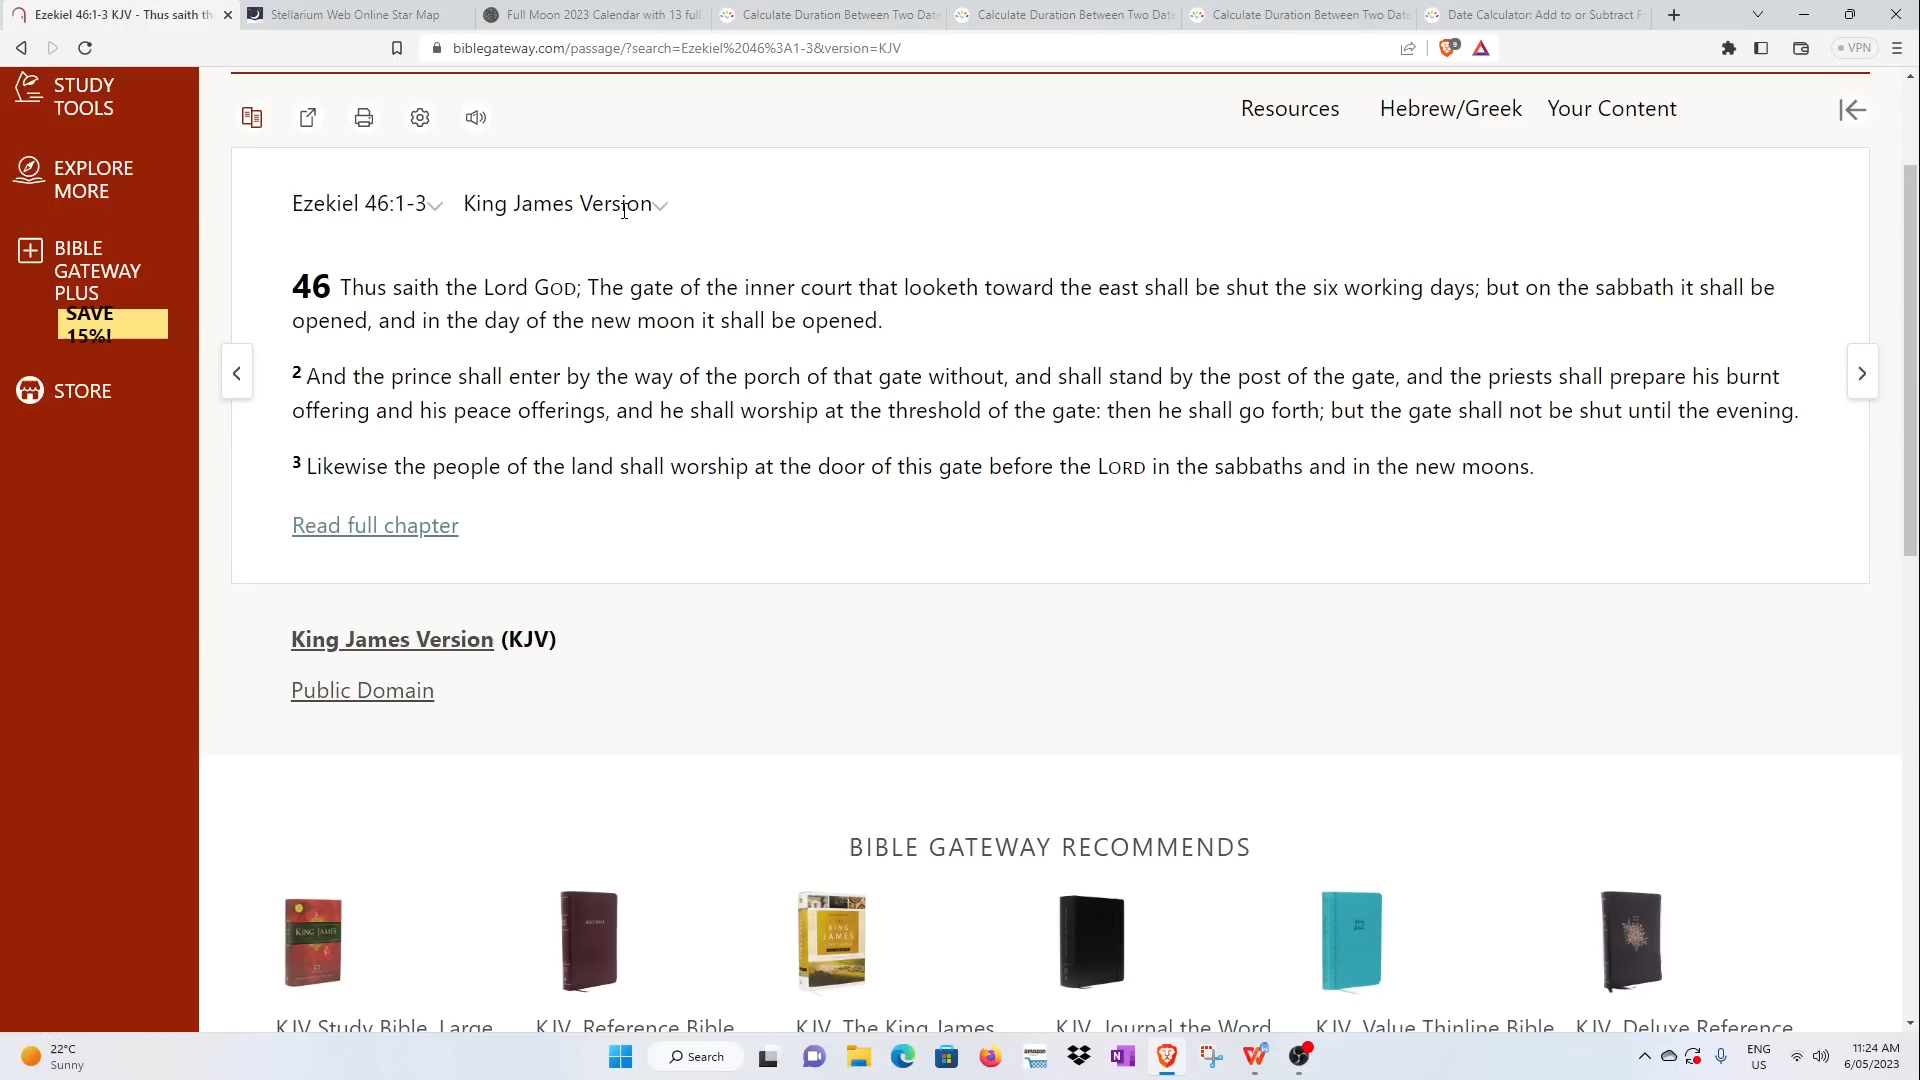 Ezekiel 46:1-3 KJV - Thus saith th
Stellarium Web Online Star Map
Full Moon 2023 Calendar with 13 full
Calculate Duration Between Two Date
Calculate Duration Between Two Date
Calculate Duration Between Two Date
Date Calculator: Add to or Subtract F
biblegateway.com/passage/?search=Ezekiel%2046%3A1-3&version=KJV
9
VPN
STUDY
TOOLS
EXPLORE
MORE
BIBLE
GATEWAY
PLUS
SAVE
15%!
STORE
Resources
Hebrew/Greek
Your Content
Ezekiel 46:1-3
King James Version
46 Thus saith the Lord GOD; The gate of the inner court that looketh toward the east shall be shut the six working days; but on the sabbath it shall be
opened, and in the day of the new moon it shall be opened.
2 And the prince shall enter by the way of the porch of that gate without, and shall stand by the post of the gate, and the priests shall prepare his burnt
offering and his peace offerings, and he shall worship at the threshold of the gate: then he shall go forth; but the gate shall not be shut until the evening.
3 Likewise the people of the land shall worship at the door of this gate before the LORD in the sabbaths and in the new moons.
Read full chapter
King James Version (KJV)
Public Domain
BIBLE GATEWAY RECOMMENDS
KING JAMES
THE
KING
JAMES
KJV Study Bible, Large
KJV, Reference Bible
KJV, The King James
KJV, Journal the Word
KJV, Value Thinline Bible
KJV, Deluxe Reference
22°C
Sunny
Search
amazon
ENG
US
11:24 AM
6/05/2023